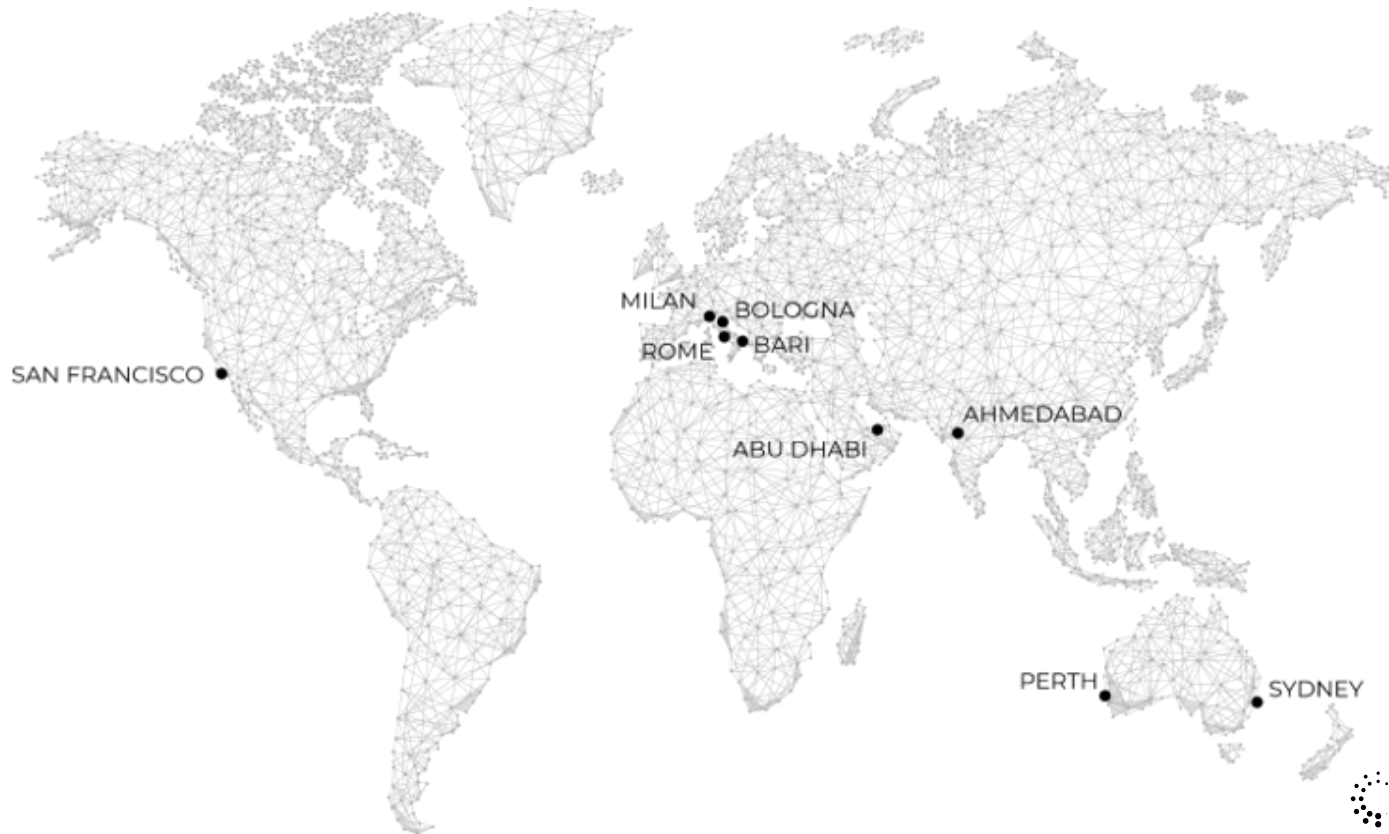 MILAN
BOLOGNA
ROME
BARI
SAN FRANCISCO
AHMEDABAD
ABU DHABI
PERTH
SYDNEY